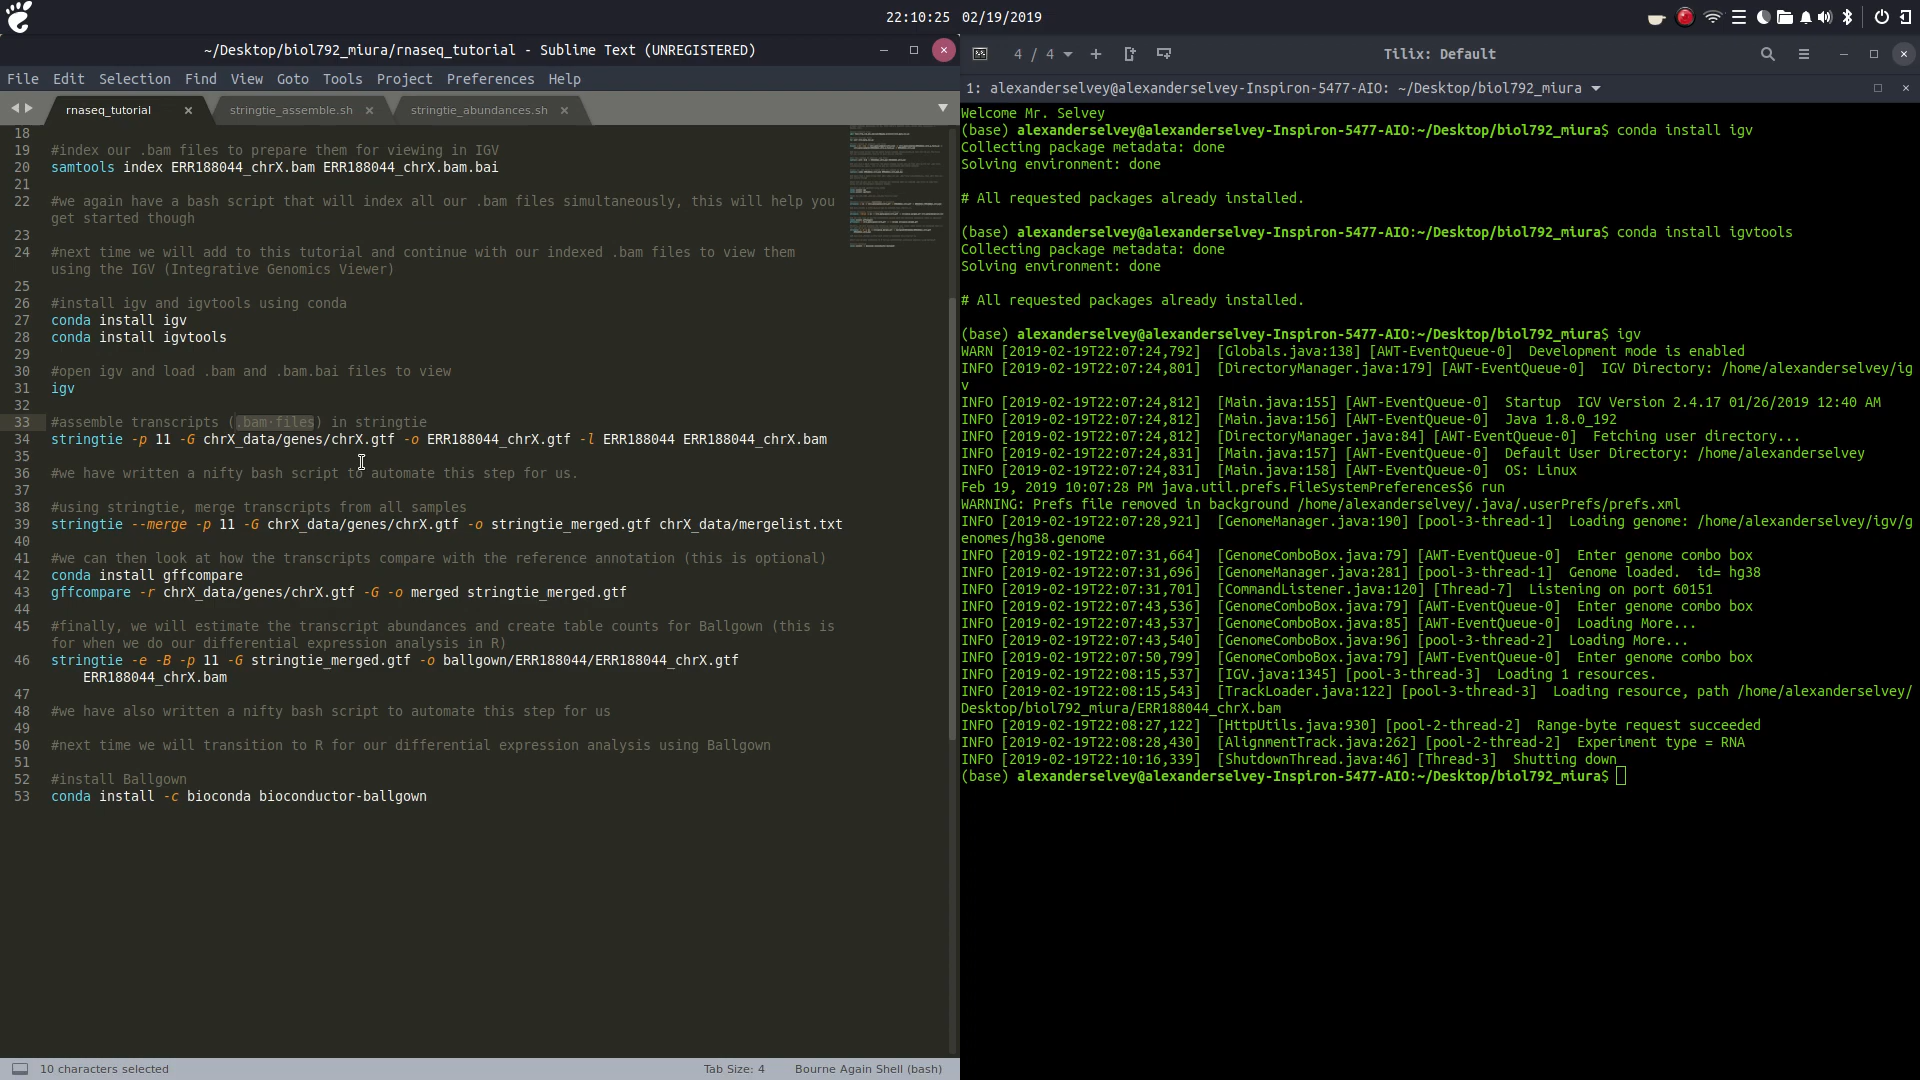 22:10:25 02/19/2019
~/Desktop/biol792_miura/rnaseq_tutorial - Sublime Text (UNREGISTERED)
File Edit Selection Find View Goto Tools Project Preferences Help
rnaseq_tutorial stringtie_assemble.sh stringtie_abundances.sh
18
19 #index our .bam files to prepare them for viewing in IGV
20 samtools index ERR188044_chrX.bam ERR188044_chrX.bam.bai
21
22 #we again have a bash script that will index all our .bam files simultaneously, this will help you
get started though
23
24 #next time we will add to this tutorial and continue with our indexed .bam files to view them
using the IGV (Integrative Genomics Viewer)
25
26 #install igv and igvtools using conda
27 conda install igv
28 conda install igvtools
29
30 #open igv and load .bam and .bam.bai files to view
31 igv
32
33 #assemble transcripts (.bam·files) in stringtie
34 stringtie -p 11 -G chrX_data/genes/chrX.gtf -o ERR188044_chrX.gtf -l ERR188044 ERR188044_chrX.bam
35
36 #we have written a nifty bash script to automate this step for us.
37
38 #using stringtie, merge transcripts from all samples
39 stringtie --merge -p 11 -G chrX_data/genes/chrX.gtf -o stringtie_merged.gtf chrX_data/mergelist.txt
40
41 #we can then look at how the transcripts compare with the reference annotation (this is optional)
42 conda install gffcompare
43 gffcompare -r chrX_data/genes/chrX.gtf -G -o merged stringtie_merged.gtf
44
45 #finally, we will estimate the transcript abundances and create table counts for Ballgown (this is
for when we do our differential expression analysis in R)
46 stringtie -e -B -p 11 -G stringtie_merged.gtf -o ballgown/ERR188044/ERR188044_chrX.gtf
ERR188044_chrX.bam
47
48 #we have also written a nifty bash script to automate this step for us
49
50 #next time we will transition to R for our differential expression analysis using Ballgown
51
52 #install Ballgown
53 conda install -c bioconda bioconductor-ballgown
10 characters selected Tab Size: 4 Bourne Again Shell (bash)
4 / 4 Tilix: Default
1: alexanderselvey@alexanderselvey-Inspiron-5477-AIO: ~/Desktop/biol792_miura
Welcome Mr. Selvey
(base) alexanderselvey@alexanderselvey-Inspiron-5477-AIO:~/Desktop/biol792_miura$ conda install igv
Collecting package metadata: done
Solving environment: done
# All requested packages already installed.
(base) alexanderselvey@alexanderselvey-Inspiron-5477-AIO:~/Desktop/biol792_miura$ conda install igvtools
Collecting package metadata: done
Solving environment: done
# All requested packages already installed.
(base) alexanderselvey@alexanderselvey-Inspiron-5477-AIO:~/Desktop/biol792_miura$ igv
WARN [2019-02-19T22:07:24,792] [Globals.java:138] [AWT-EventQueue-0] Development mode is enabled
INFO [2019-02-19T22:07:24,801] [DirectoryManager.java:179] [AWT-EventQueue-0] IGV Directory: /home/alexanderselvey/ig
v
INFO [2019-02-19T22:07:24,812] [Main.java:155] [AWT-EventQueue-0] Startup IGV Version 2.4.17 01/26/2019 12:40 AM
INFO [2019-02-19T22:07:24,812] [Main.java:156] [AWT-EventQueue-0] Java 1.8.0_192
INFO [2019-02-19T22:07:24,812] [DirectoryManager.java:84] [AWT-EventQueue-0] Fetching user directory...
INFO [2019-02-19T22:07:24,831] [Main.java:157] [AWT-EventQueue-0] Default User Directory: /home/alexanderselvey
INFO [2019-02-19T22:07:24,831] [Main.java:158] [AWT-EventQueue-0] OS: Linux
Feb 19, 2019 10:07:28 PM java.util.prefs.FileSystemPreferences$6 run
WARNING: Prefs file removed in background /home/alexanderselvey/.java/.userPrefs/prefs.xml
INFO [2019-02-19T22:07:28,921] [GenomeManager.java:190] [pool-3-thread-1] Loading genome: /home/alexanderselvey/igv/g
enomes/hg38.genome
INFO [2019-02-19T22:07:31,664] [GenomeComboBox.java:79] [AWT-EventQueue-0] Enter genome combo box
INFO [2019-02-19T22:07:31,696] [GenomeManager.java:281] [pool-3-thread-1] Genome loaded. id= hg38
INFO [2019-02-19T22:07:31,701] [CommandListener.java:120] [Thread-7] Listening on port 60151
INFO [2019-02-19T22:07:43,536] [GenomeComboBox.java:79] [AWT-EventQueue-0] Enter genome combo box
INFO [2019-02-19T22:07:43,537] [GenomeComboBox.java:85] [AWT-EventQueue-0] Loading More...
INFO [2019-02-19T22:07:43,540] [GenomeComboBox.java:96] [pool-3-thread-2] Loading More...
INFO [2019-02-19T22:07:50,799] [GenomeComboBox.java:79] [AWT-EventQueue-0] Enter genome combo box
INFO [2019-02-19T22:08:15,537] [IGV.java:1345] [pool-3-thread-3] Loading 1 resources.
INFO [2019-02-19T22:08:15,543] [TrackLoader.java:122] [pool-3-thread-3] Loading resource, path /home/alexanderselvey/
Desktop/biol792_miura/ERR188044_chrX.bam
INFO [2019-02-19T22:08:27,122] [HttpUtils.java:930] [pool-2-thread-2] Range-byte request succeeded
INFO [2019-02-19T22:08:28,430] [AlignmentTrack.java:262] [pool-2-thread-2] Experiment type = RNA
INFO [2019-02-19T22:10:16,339] [ShutdownThread.java:46] [Thread-3] Shutting down
(base) alexanderselvey@alexanderselvey-Inspiron-5477-AIO:~/Desktop/biol792_miura$